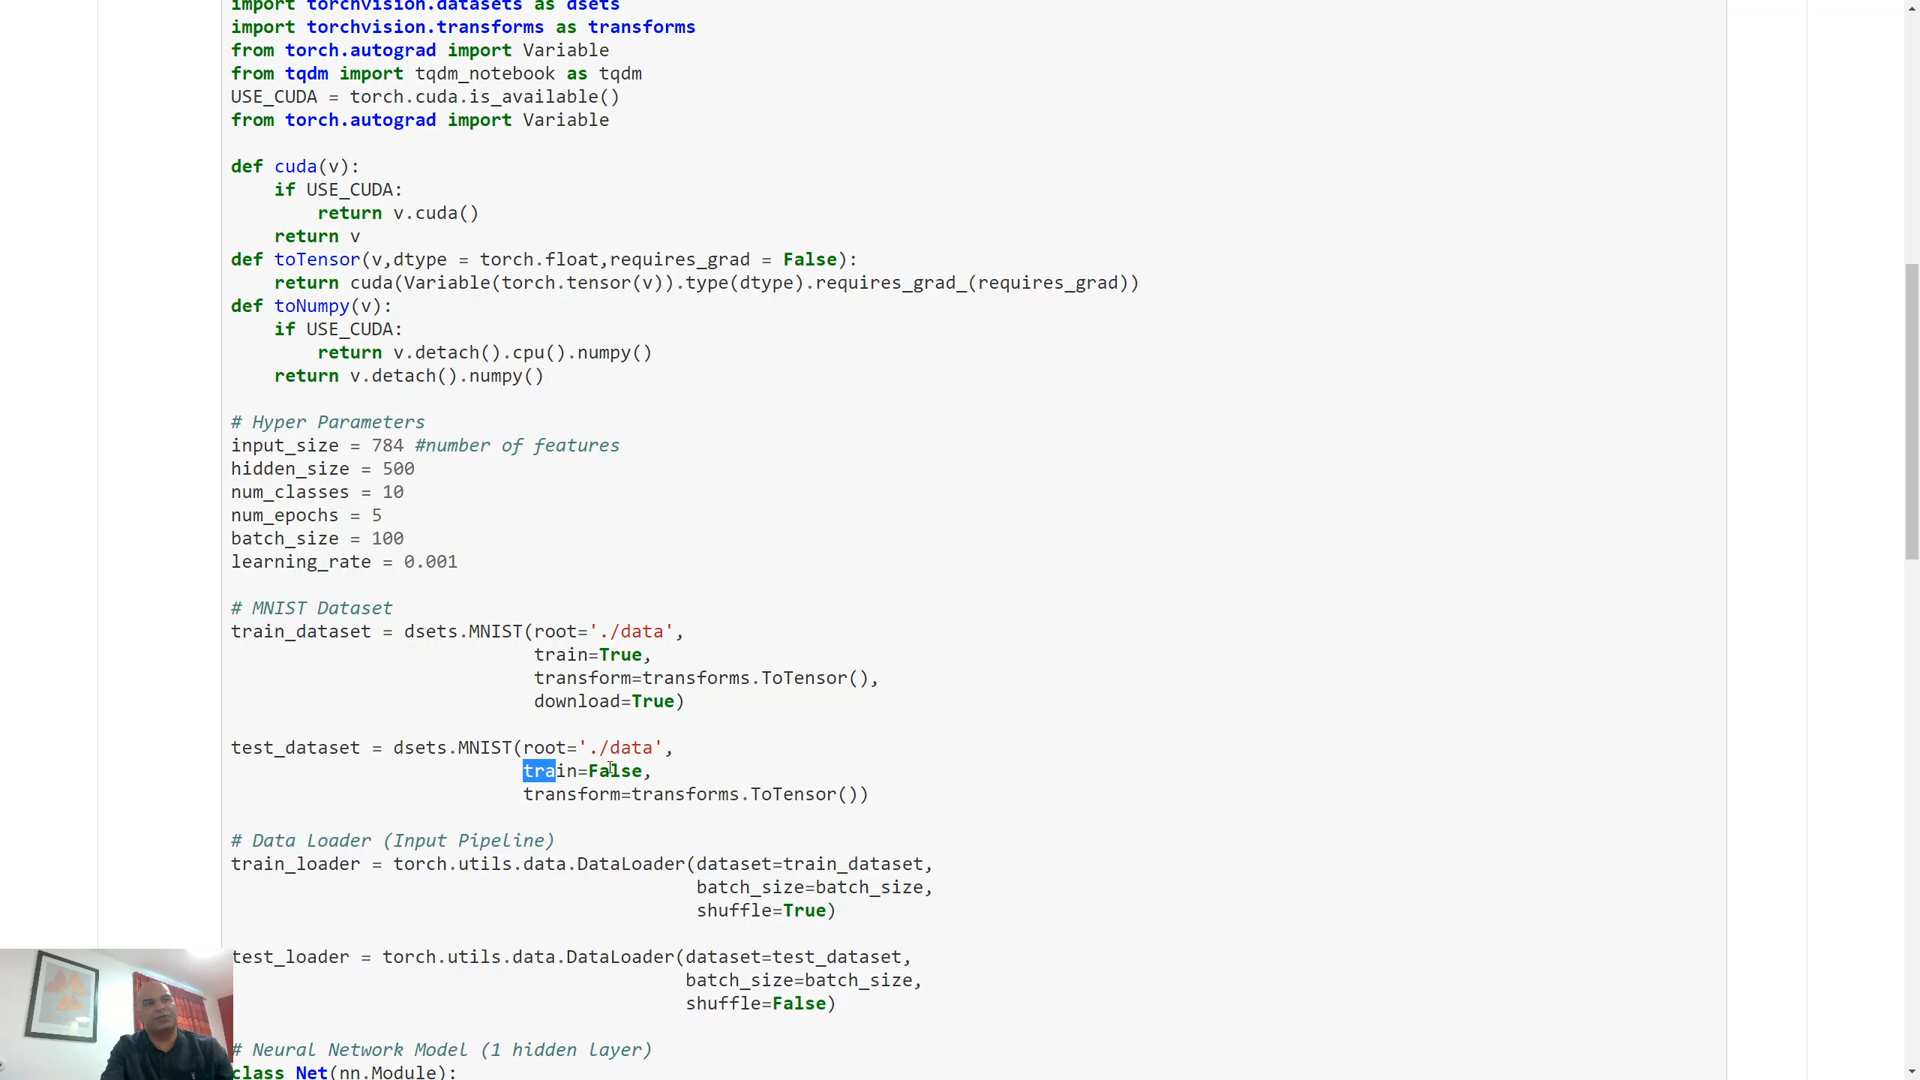 import torchvision.datasets as dsets
import torchvision.transforms as transforms
from torch.autograd import Variable
from tqdm import tqdm_notebook as tqdm
USE_CUDA = torch.cuda.is_available()
from torch.autograd import Variable
def cuda(v):
    if USE_CUDA:
        return v.cuda()
    return v
def toTensor(v,dtype = torch.float,requires_grad = False):
    return cuda(Variable(torch.tensor(v)).type(dtype).requires_grad_(requires_grad))
def toNumpy(v):
    if USE_CUDA:
        return v.detach().cpu().numpy()
    return v.detach().numpy()
# Hyper Parameters
input_size = 784 #number of features
hidden_size = 500
num_classes = 10
num_epochs = 5
batch_size = 100
learning_rate = 0.001
# MNIST Dataset
train_dataset = dsets.MNIST(root='./data',
                            train=True,
                            transform=transforms.ToTensor(),
                            download=True)
test_dataset = dsets.MNIST(root='./data',
                           train=False,
                           transform=transforms.ToTensor())
# Data Loader (Input Pipeline)
train_loader = torch.utils.data.DataLoader(dataset=train_dataset,
                                           batch_size=batch_size,
                                           shuffle=True)
test_loader = torch.utils.data.DataLoader(dataset=test_dataset,
                                          batch_size=batch_size,
                                          shuffle=False)
# Neural Network Model (1 hidden layer)
class Net(nn.Module):